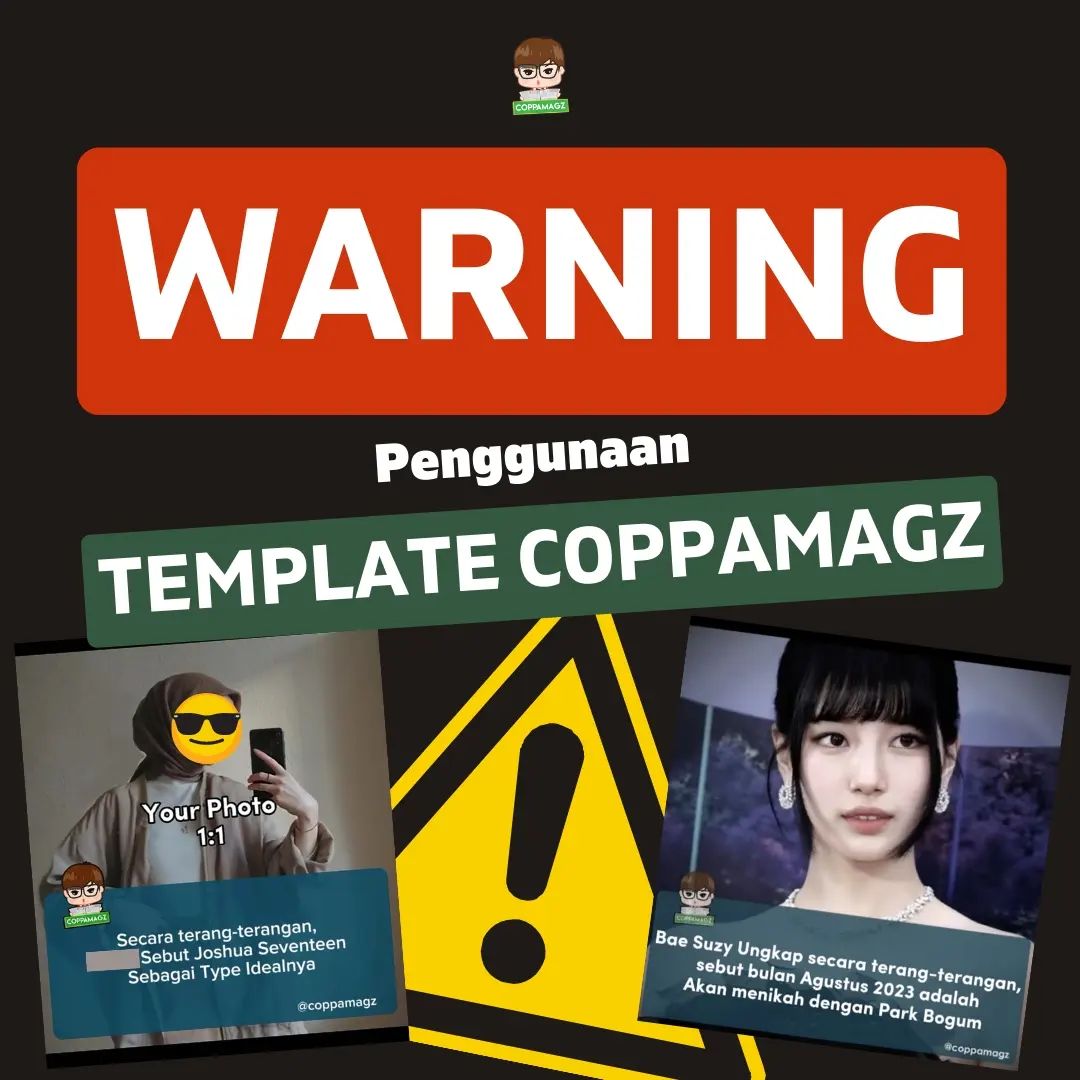 COPPAMAGZ
WARNING
Penggunaan
TEMPLATE COPPAMAGZ
Your Photo
1:1
COPPAMAGZ
Secara terang-terangan,
Sebut Joshua Seventeen
Sebagai Type Idealnya
@coppamagz
COPPAMAGZ
Bae Suzy Ungkap secara terang-terangan,
sebut bulan Agustus 2023 adalah
Akan menikah dengan Park Bogum
@coppamagz